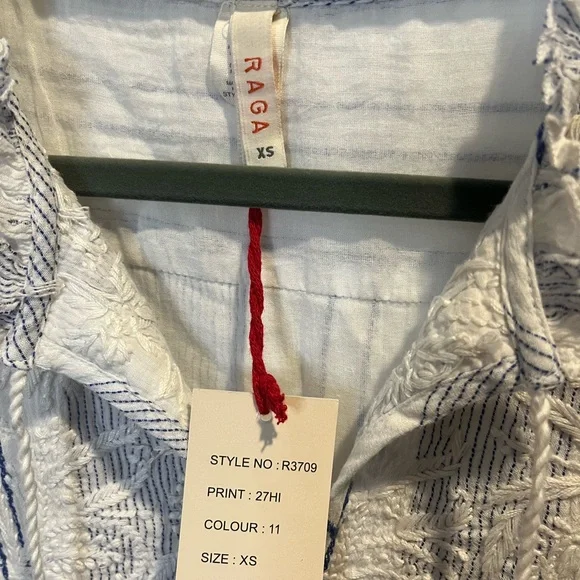 RAGA
XS
STYLE NO : R3709
PRINT : 27HI
COLOUR : 11
SIZE : XS